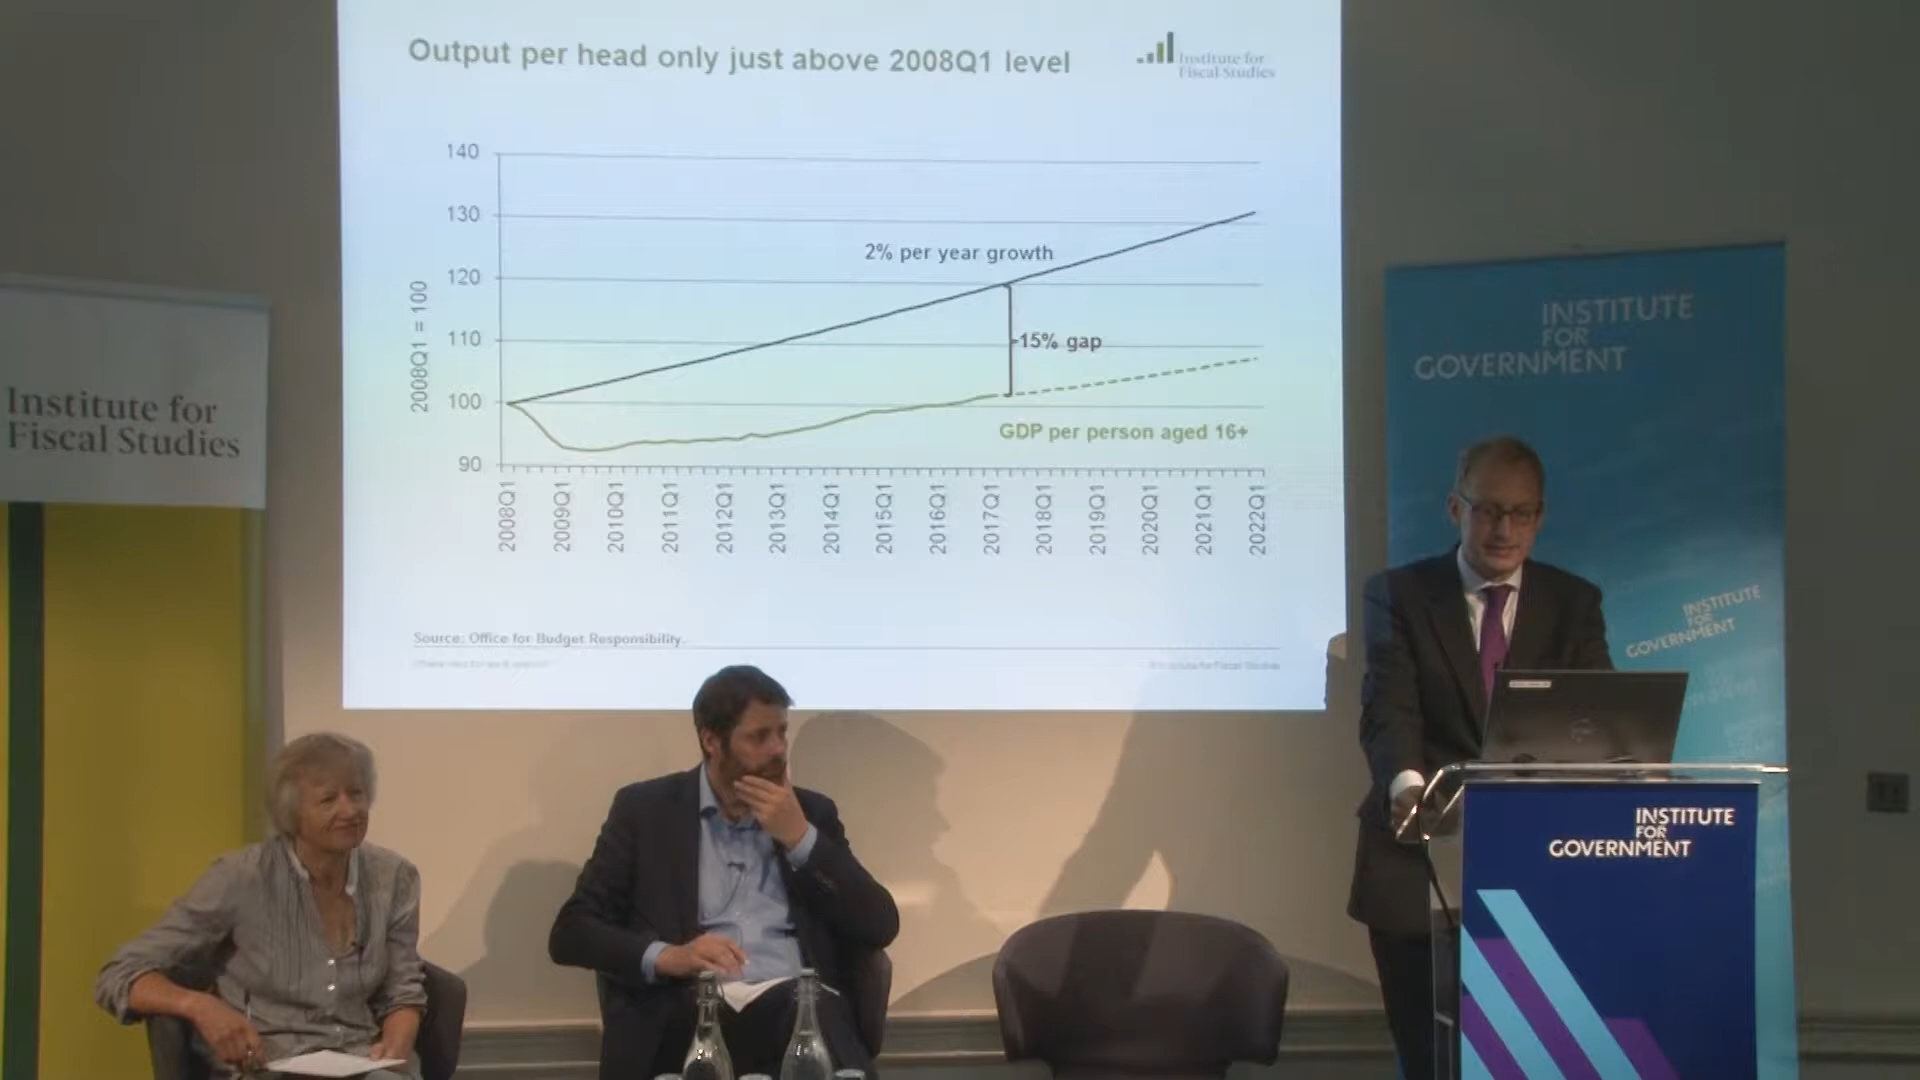 Output per head only just above 2008Q1 level
Institute for
Fiscal Studies
140
130
120
110
100
90
2008Q1 = 100
2% per year growth
15% gap
GDP per person aged 16+
2008Q1
2009Q1
2010Q1
2011Q1
2012Q1
2013Q1
2014Q1
2015Q1
2016Q1
2017Q1
2018Q1
2019Q1
2020Q1
2021Q1
2022Q1
Source: Office for Budget Responsibility.
Institute for
Fiscal Studies
INSTITUTE
FOR
GOVERNMENT
INSTITUTE
FOR
GOVERNMENT
INSTITUTE
FOR
GOVERNMENT